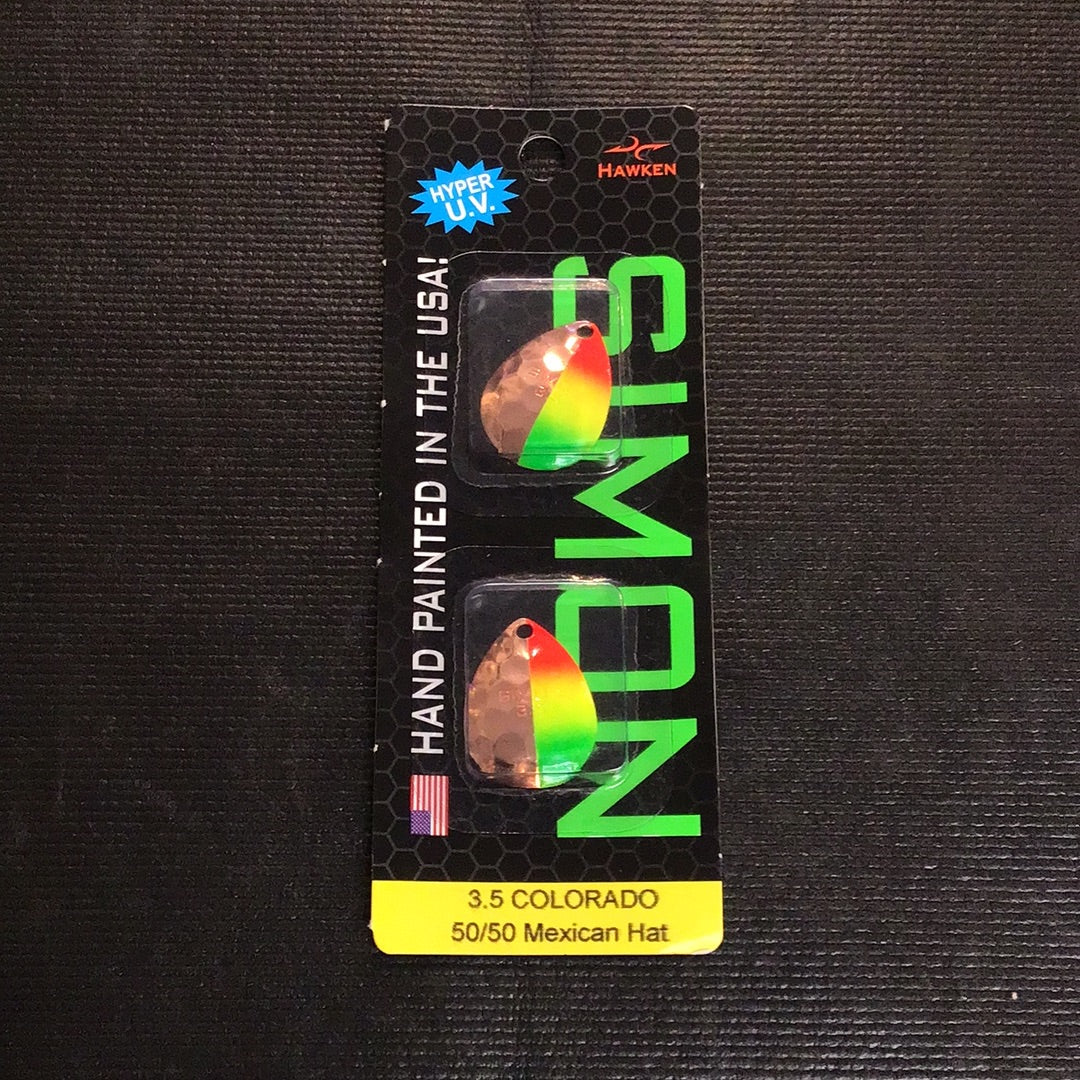 HAWKEN
HYPER
U.V.
HAND PAINTED IN THE USA!
SIMON
3.5 COLORADO
50/50 Mexican Hat